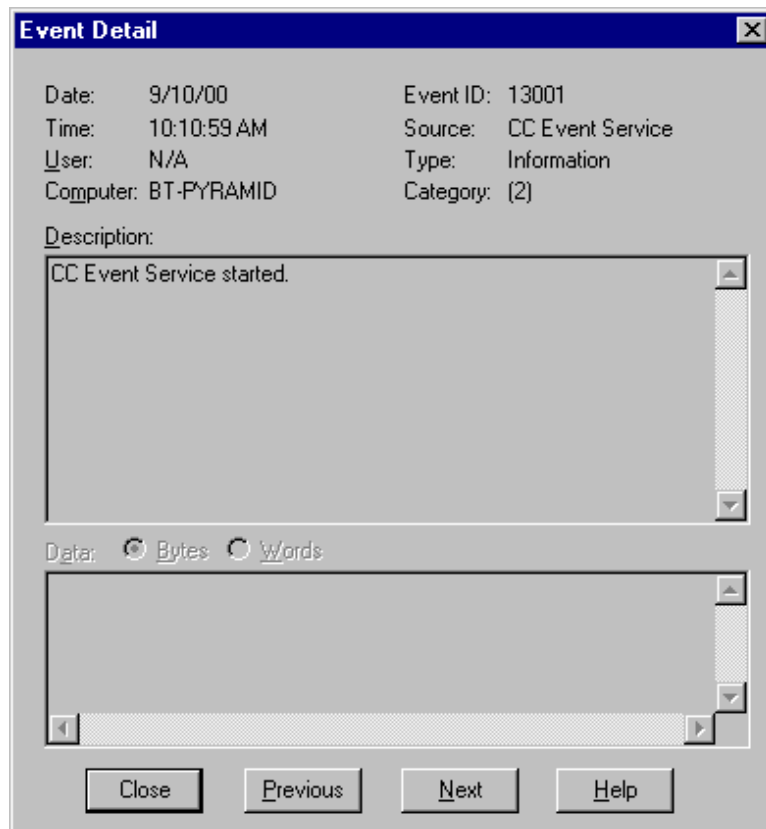 Event Detail
Date: 9/10/00 Event ID: 13001
Time: 10:10:59 AM Source: CC Event Service
User: N/A Type: Information
Computer: BT-PYRAMID Category: (2)
Description:
CC Event Service started.
Data: Bytes Words
Close Previous Next Help